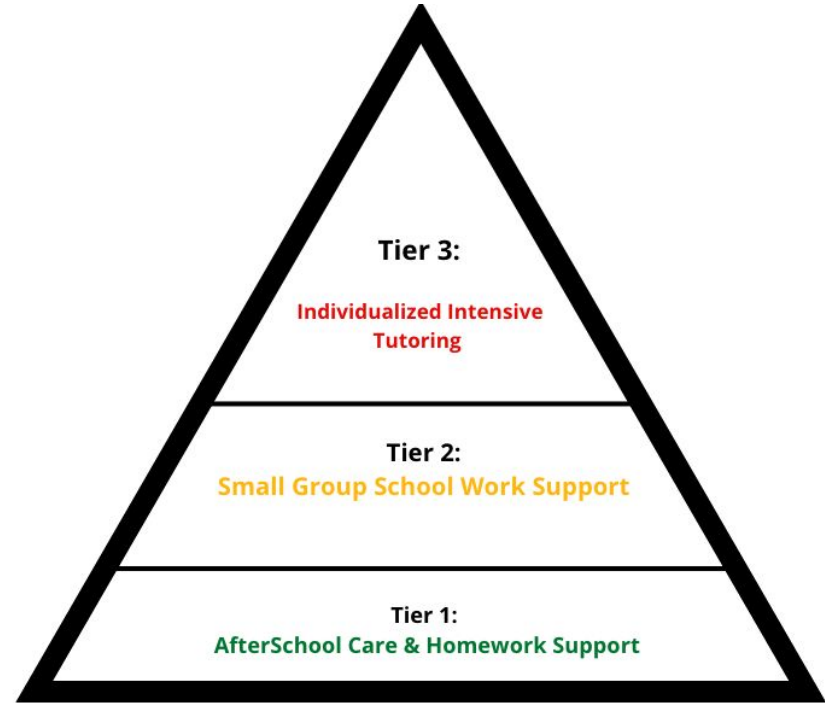 Tier 3:
Individualized Intensive
Tutoring
Tier 2:
Small Group School Work Support
Tier 1:
AfterSchool Care & Homework Support